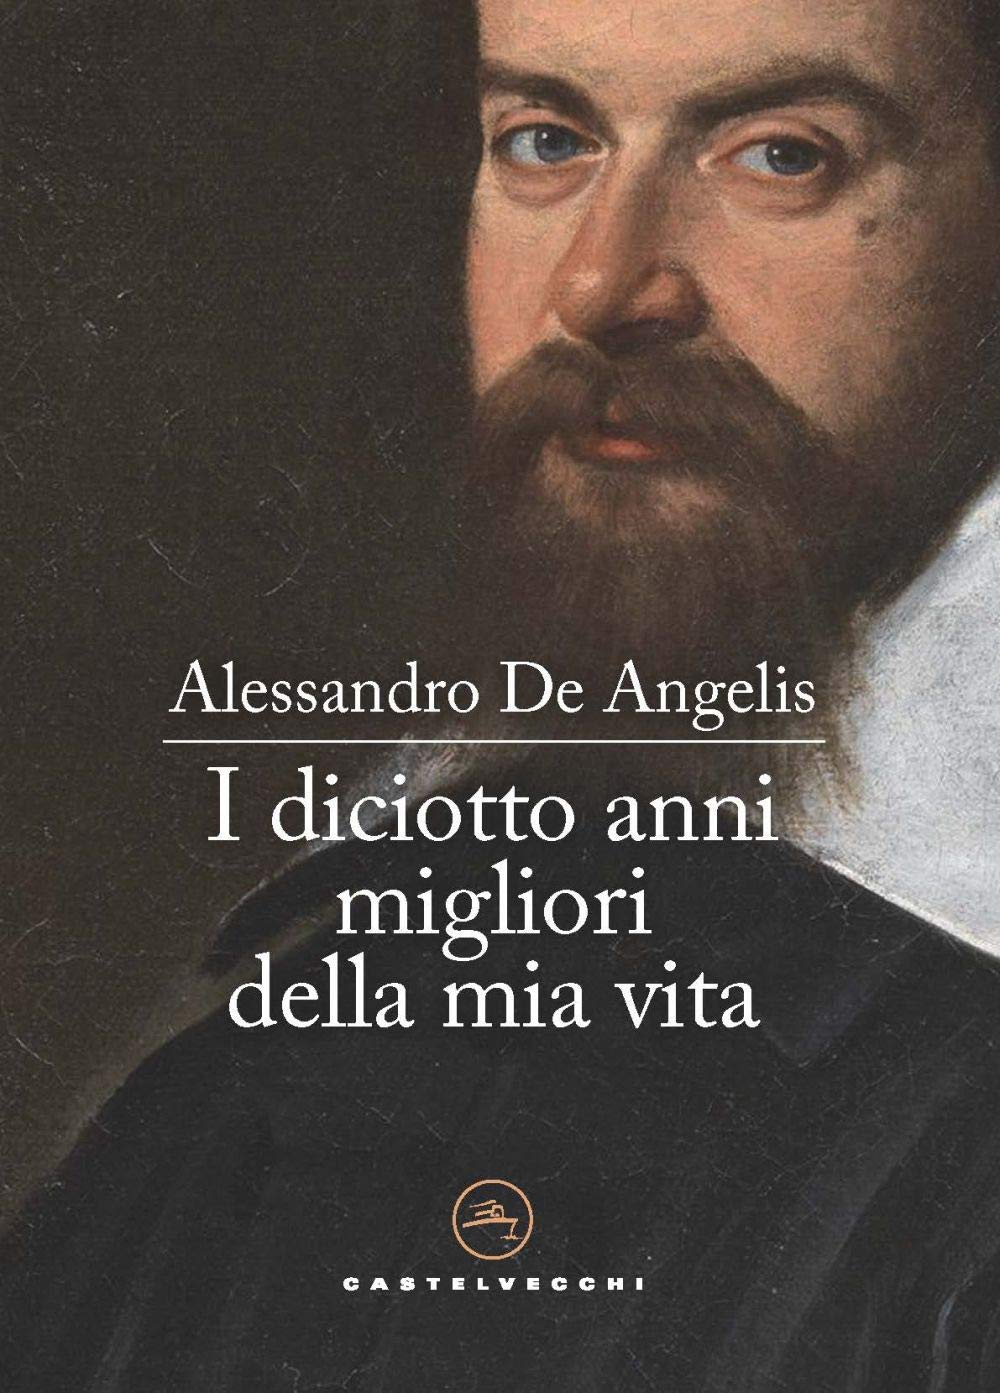 Alessandro De Angelis
I diciotto anni
migliori
della mia vita
CASTELVECCHI